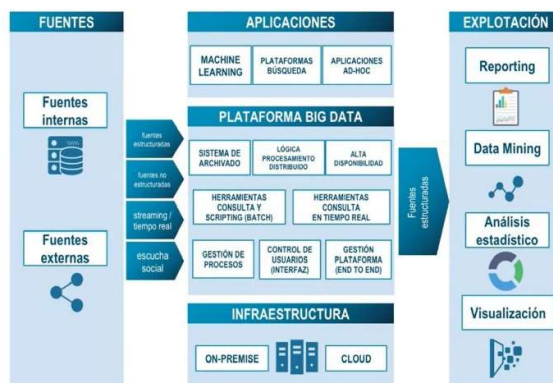 FUENTES
Fuentes
internas
Fuentes
externas
fuentes
estructuradas
fuentes no
estructuradas
streaming /
tiempo real
escucha
social
APLICACIONES
MACHINE
LEARNING
PLATAFORMAS
BÚSQUEDA
APLICACIONES
AD-HOC
PLATAFORMA BIG DATA
SISTEMA DE
ARCHIVADO
LÓGICA
PROCESAMIENTO
DISTRIBUIDO
ALTA
DISPONIBILIDAD
HERRAMIENTAS
CONSULTA Y
SCRIPTING (BATCH)
HERRAMIENTAS
CONSULTA
EN TIEMPO REAL
GESTIÓN DE
PROCESOS
CONTROL DE
USUARIOS
(INTERFAZ)
GESTIÓN
PLATAFORMA
(END TO END)
INFRAESTRUCTURA
ON-PREMISE
CLOUD
Fuentes
estructuradas
EXPLOTACIÓN
Reporting
Data Mining
Análisis
estadístico
Visualización